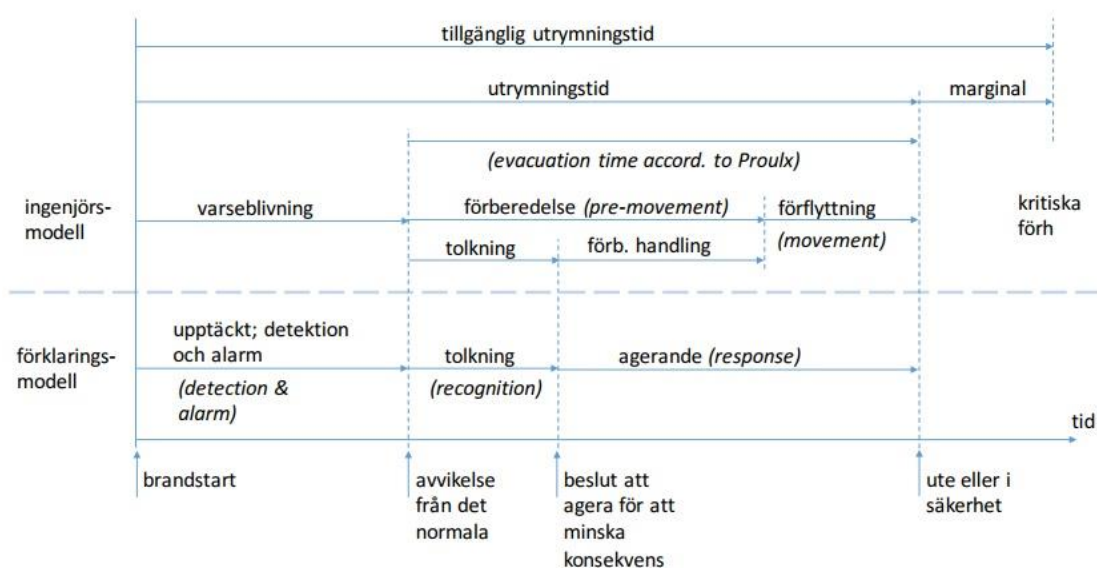 tillgänglig utrymningstid
utrymningstid
marginal
(evacuation time accord. to Proulx)
ingenjörs-
modell
varseblivning
förberedelse (pre-movement)
förflyttning
(movement)
kritiska
förh
tolkning
förb. handling
förklarings-
modell
upptäckt; detektion
och alarm
(detection &
alarm)
tolkning
(recognition)
agerande (response)
tid
brandstart
avvikelse
från det
normala
beslut att
agera för att
minska
konsekvens
ute eller i
säkerhet